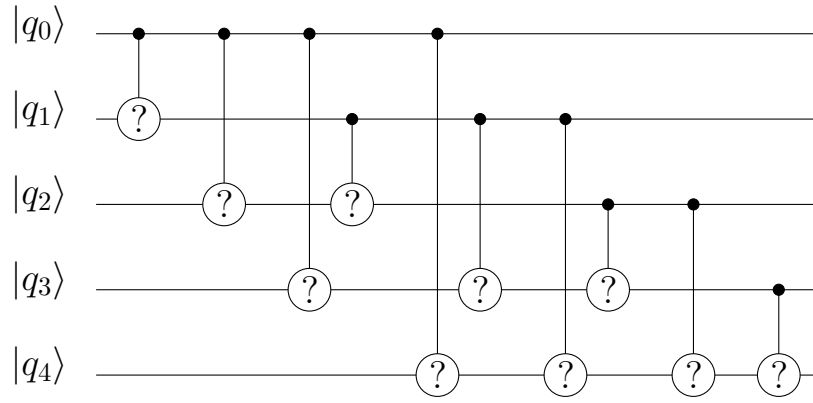 |q₀⟩
|q₁⟩ ?
|q₂⟩ ? ?
|q₃⟩ ? ? ?
|q₄⟩ ? ? ? ?